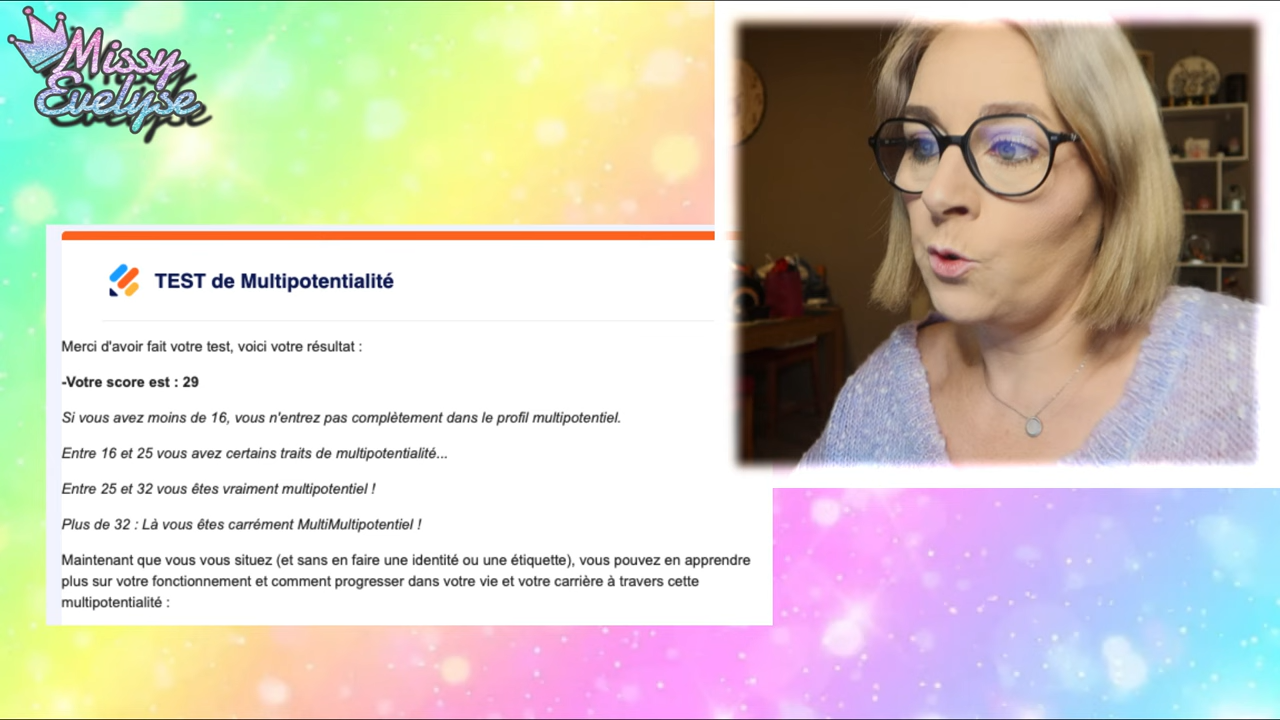 Missy
Evelyse
TEST de Multipotentialité
Merci d'avoir fait votre test, voici votre résultat :
-Votre score est : 29
Si vous avez moins de 16, vous n'entrez pas complètement dans le profil multipotentiel.
Entre 16 et 25 vous avez certains traits de multipotentialité...
Entre 25 et 32 vous êtes vraiment multipotentiel !
Plus de 32 : Là vous êtes carrément MultiMultipotentiel !
Maintenant que vous vous situez (et sans en faire une identité ou une étiquette), vous pouvez en apprendre
plus sur votre fonctionnement et comment progresser dans votre vie et votre carrière à travers cette
multipotentialité :